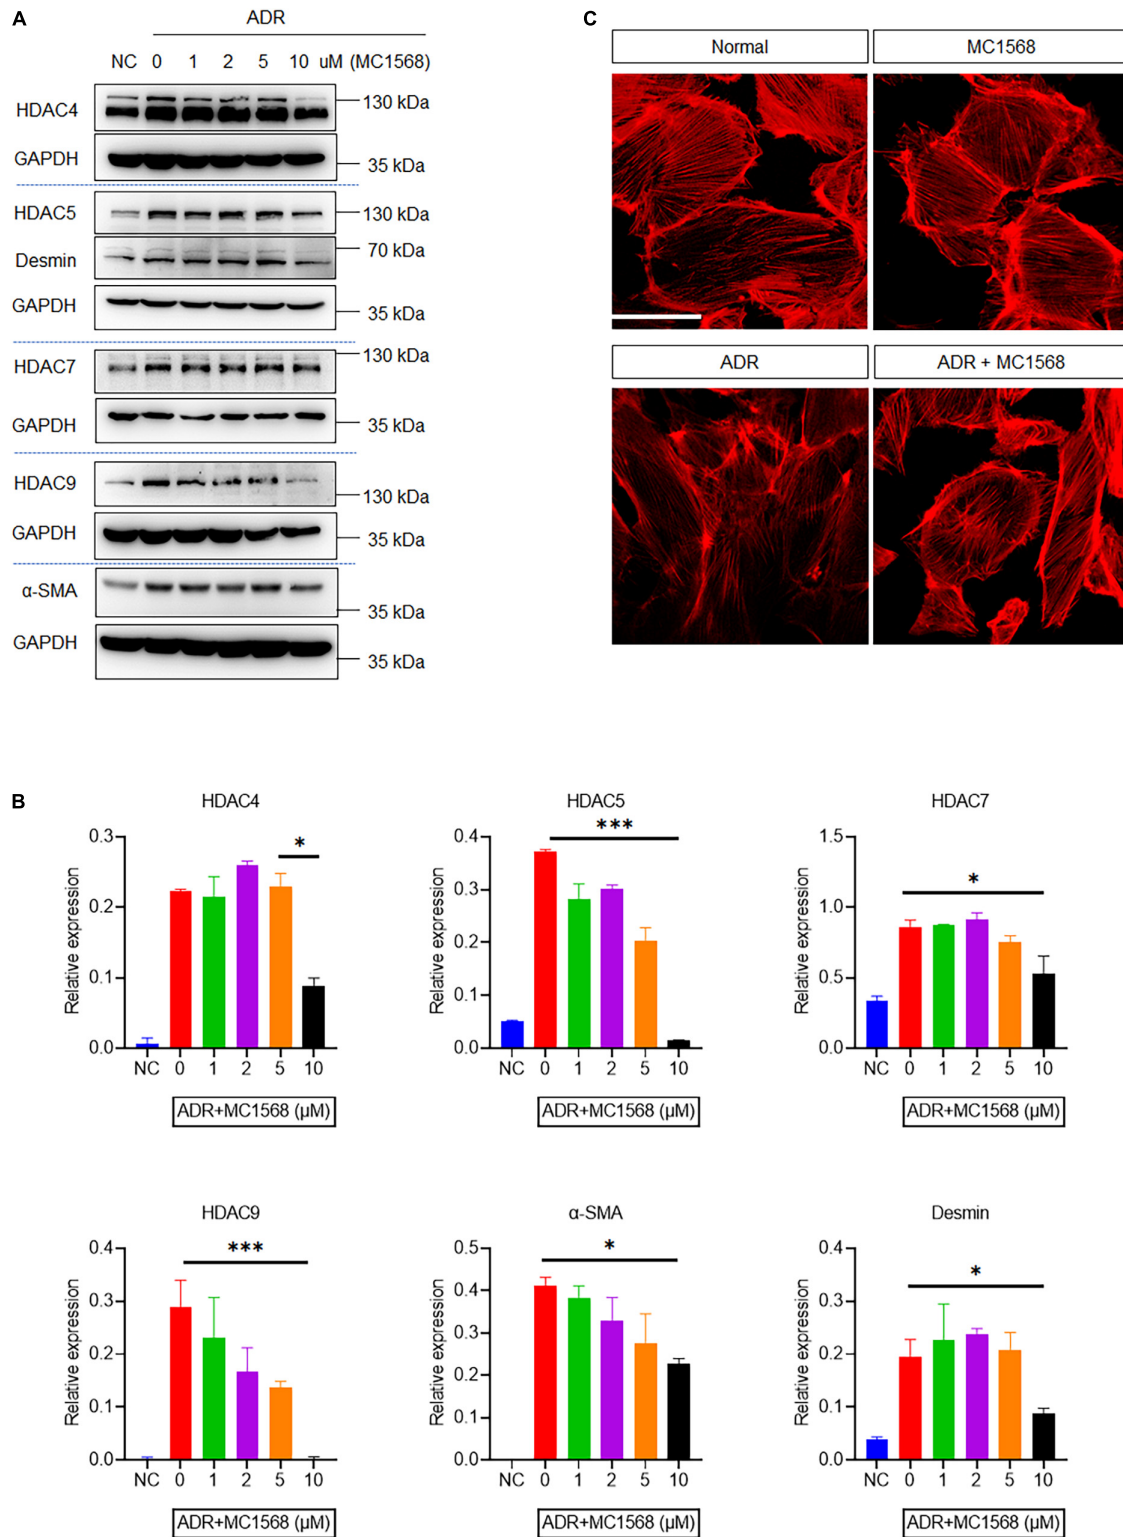 A
ADR
NC 0 1 2 5 10 uM (MC1568)
HDAC4
130 kDa
GAPDH
35 kDa
HDAC5
130 kDa
Desmin
70 kDa
GAPDH
35 kDa
HDAC7
130 kDa
GAPDH
35 kDa
HDAC9
130 kDa
GAPDH
35 kDa
α-SMA
35 kDa
GAPDH
35 kDa
C
Normal
MC1568
ADR
ADR + MC1568
B
HDAC4
Relative expression
0.3
0.2
0.1
0.0
*
NC 0 1 2 5 10
ADR+MC1568 (µM)
HDAC5
Relative expression
0.4
0.3
0.2
0.1
0.0
***
NC 0 1 2 5 10
ADR+MC1568 (µM)
HDAC7
Relative expression
1.5
1.0
0.5
0.0
*
NC 0 1 2 5 10
ADR+MC1568 (µM)
HDAC9
Relative expression
0.4
0.3
0.2
0.1
0.0
***
NC 0 1 2 5 10
ADR+MC1568 (µM)
α-SMA
Relative expression
0.5
0.4
0.3
0.2
0.1
0.0
*
NC 0 1 2 5 10
ADR+MC1568 (µM)
Desmin
Relative expression
0.4
0.3
0.2
0.1
0.0
*
NC 0 1 2 5 10
ADR+MC1568 (µM)